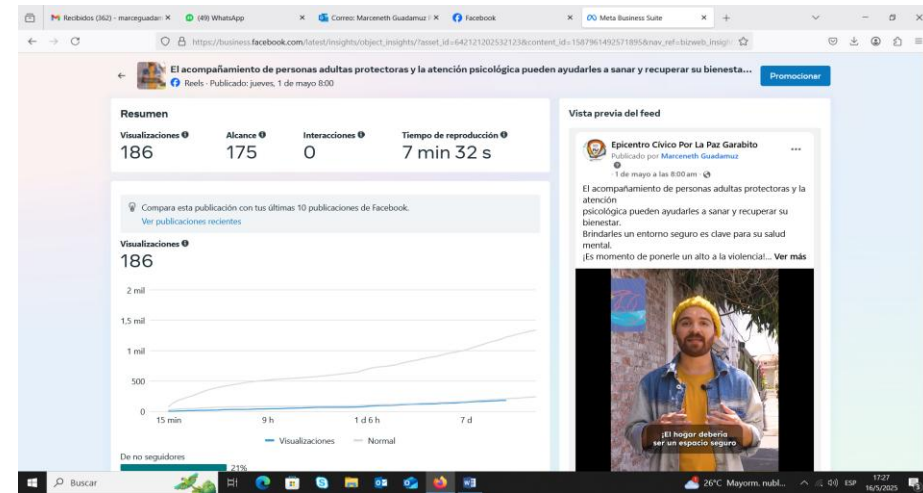 Recibidos (362) - marceguadan
(49) WhatsApp
Correo: Marceneth Guadamuz
Facebook
Meta Business Suite
https://business.facebook.com/latest/insights/object_insights/?asset_id=642121202532123&content_id=1587961492571895&nav_ref=bizweb_insigh
El acompañamiento de personas adultas protectoras y la atención psicológica pueden ayudarles a sanar y recuperar su bienesta...
Reels · Publicado: jueves, 1 de mayo 8:00
Promocionar
Resumen
Visualizaciones Alcance Interacciones Tiempo de reproducción
186 175 0 7 min 32 s
Compara esta publicación con tus últimas 10 publicaciones de Facebook.
Ver publicaciones recientes
Visualizaciones
186
2 mil
1,5 mil
1 mil
500
0
15 min 9 h 1 d 6 h 7 d
Visualizaciones Normal
De no seguidores
21%
Vista previa del feed
Epicentro Cívico Por La Paz Garabito
Publicado por Marceneth Guadamuz
· 1 de mayo a las 8:00 am ·
El acompañamiento de personas adultas protectoras y la
atención
psicológica pueden ayudarles a sanar y recuperar su
bienestar.
Brindarles un entorno seguro es clave para su salud
mental.
¡Es momento de ponerle un alto a la violencia!... Ver más
¡El hogar debería
ser un espacio seguro
Buscar
26°C Mayorm. nubl...
ESP
17:27
16/5/2025